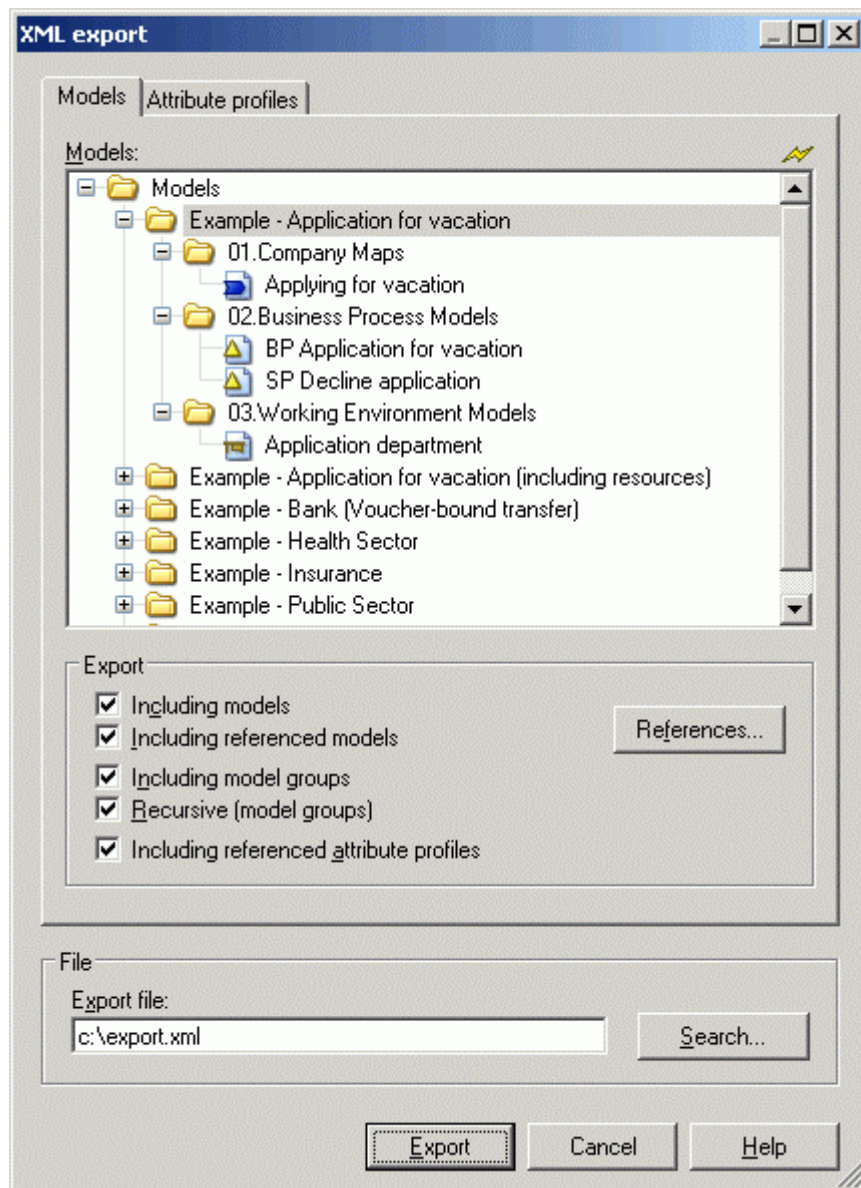 XML export
Models
Attribute profiles
Models:
Models
Example - Application for vacation
01.Company Maps
Applying for vacation
02.Business Process Models
BP Application for vacation
SP Decline application
03.Working Environment Models
Application department
Example - Application for vacation (including resources)
Example - Bank (Voucher-bound transfer)
Example - Health Sector
Example - Insurance
Example - Public Sector
Export
Including models
Including referenced models
References...
Including model groups
Recursive (model groups)
Including referenced attribute profiles
File
Export file:
c:\export.xml
Search...
Export
Cancel
Help